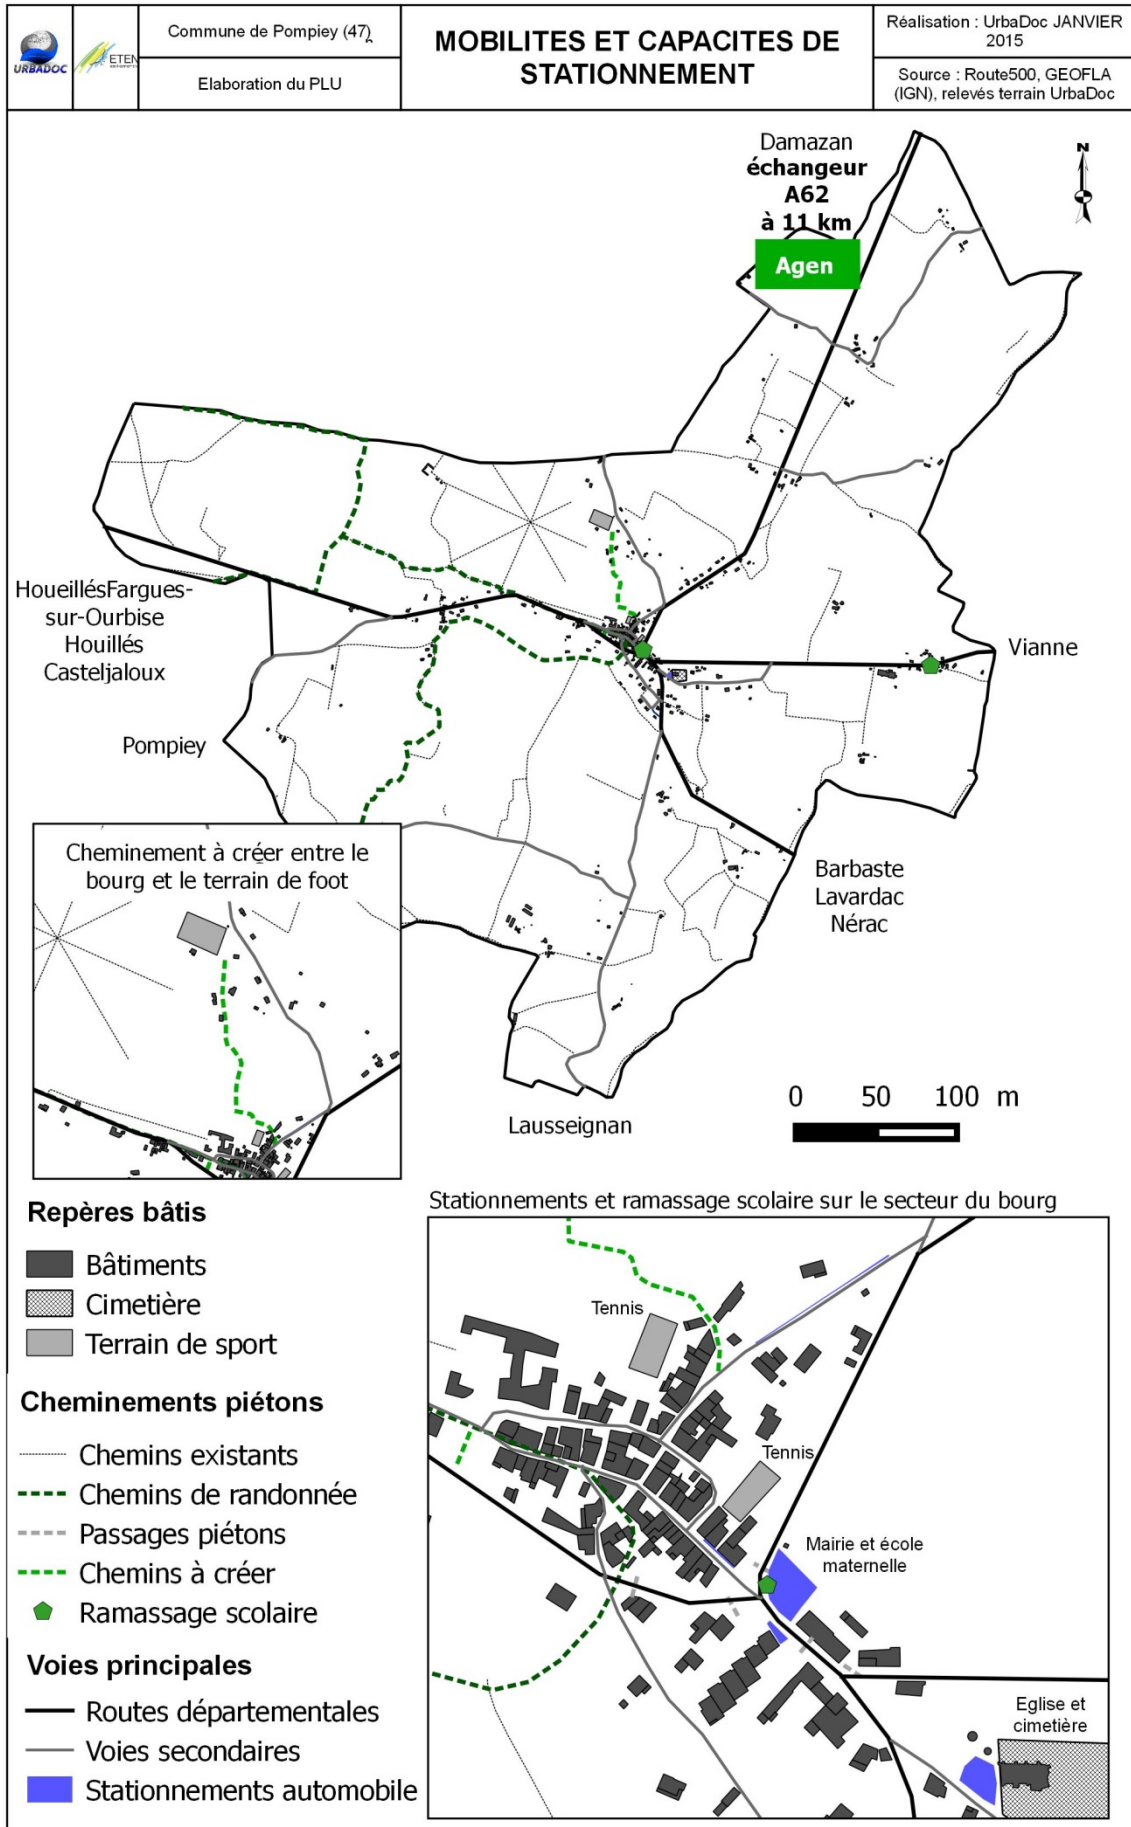 URBADOC
ETEN
Commune de Pompiey (47)
Elaboration du PLU
MOBILITES ET CAPACITES DE
STATIONNEMENT
Réalisation : UrbaDoc JANVIER
2015
Source : Route500, GEOFLA
(IGN), relevés terrain UrbaDoc
Damazan
échangeur
A62
à 11 km
Agen
N
HoueillésFargues-
sur-Ourbise
Houillés
Casteljaloux
Vianne
Pompiey
Cheminement à créer entre le
bourg et le terrain de foot
Barbaste
Lavardac
Nérac
0 50 100 m
Lausseignan
Repères bâtis
Bâtiments
Cimetière
Terrain de sport
Cheminements piétons
Chemins existants
Chemins de randonnée
Passages piétons
Chemins à créer
Ramassage scolaire
Voies principales
Routes départementales
Voies secondaires
Stationnements automobile
Stationnements et ramassage scolaire sur le secteur du bourg
Tennis
Tennis
Mairie et école
maternelle
Eglise et
cimetière